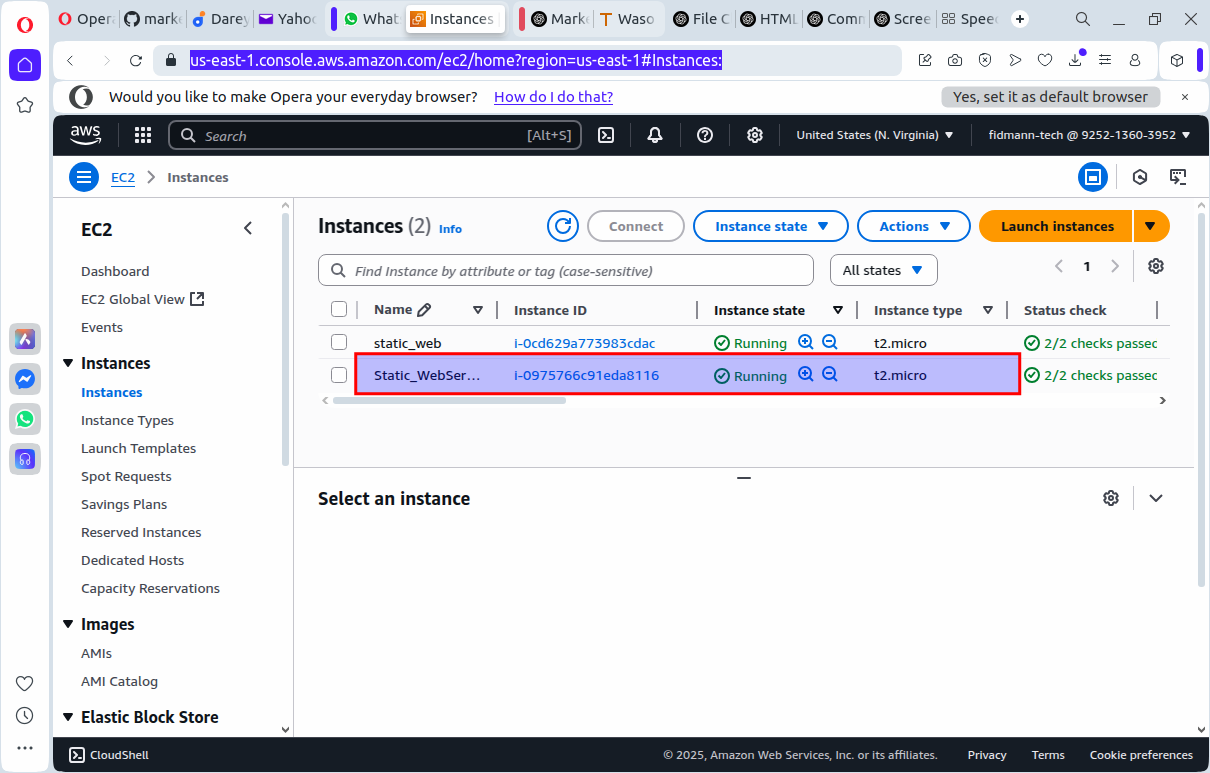 Opera
marke
Darey
Yahoo
What
Instances
Marke
Waso
File C
HTML
Comm
Scree
Speed
us-east-1.console.aws.amazon.com/ec2/home?region=us-east-1#Instances:
Would you like to make Opera your everyday browser? How do I do that? Yes, set it as default browser
aws Search [Alt+S] United States (N. Virginia) fidmann-tech @ 9252-1360-3952
EC2 Instances
EC2
Dashboard
EC2 Global View
Events
Instances
Instances
Instance Types
Launch Templates
Spot Requests
Savings Plans
Reserved Instances
Dedicated Hosts
Capacity Reservations
Images
AMIs
AMI Catalog
Elastic Block Store
Instances (2) Info Connect Instance state Actions Launch instances
Find Instance by attribute or tag (case-sensitive) All states 1
Name Instance ID Instance state Instance type Status check
static_web i-0cd629a773983cdac Running t2.micro 2/2 checks passed
Static_WebSer... i-0975766c91eda8116 Running t2.micro 2/2 checks passed
Select an instance
CloudShell © 2025, Amazon Web Services, Inc. or its affiliates. Privacy Terms Cookie preferences